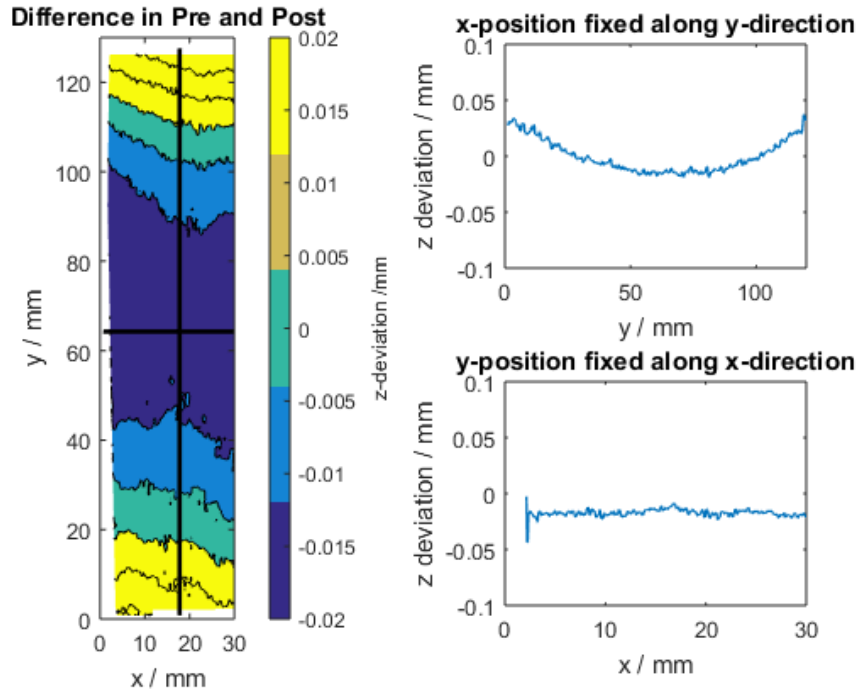 Difference in Pre and Post
y / mm
120
100
80
60
40
20
0
0 10 20 30
x / mm
0.02
0.015
0.01
0.005
0
-0.005
-0.01
-0.015
-0.02
z-deviation /mm
x-position fixed along y-direction
z deviation / mm
0.1
0.05
0
-0.05
-0.1
0 50 100
y / mm
y-position fixed along x-direction
z deviation / mm
0.1
0.05
0
-0.05
-0.1
0 10 20 30
x / mm